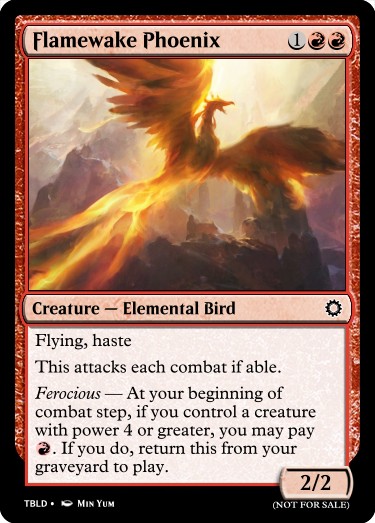 Flamewake Phoenix 1
Creature — Elemental Bird
Flying, haste
This attacks each combat if able.
Ferocious — At your beginning of
combat step, if you control a creature
with power 4 or greater, you may pay
. If you do, return this from your
graveyard to play.
2/2
TBLD • Min Yum
(NOT FOR SALE)